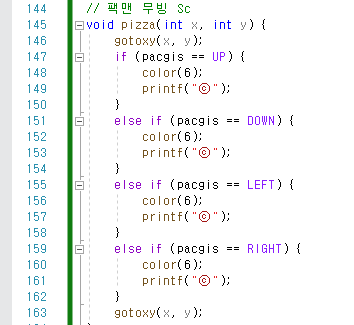 144 // 팩맨 무빙 Sc
145 void pizza(int x, int y) {
146 gotoxy(x, y);
147 if (pacgis == UP) {
148 color(6);
149 printf("ⓒ");
150 }
151 else if (pacgis == DOWN) {
152 color(6);
153 printf("ⓒ");
154 }
155 else if (pacgis == LEFT) {
156 color(6);
157 printf("ⓒ");
158 }
159 else if (pacgis == RIGHT) {
160 color(6);
161 printf("ⓒ");
162 }
163 gotoxy(x, y);